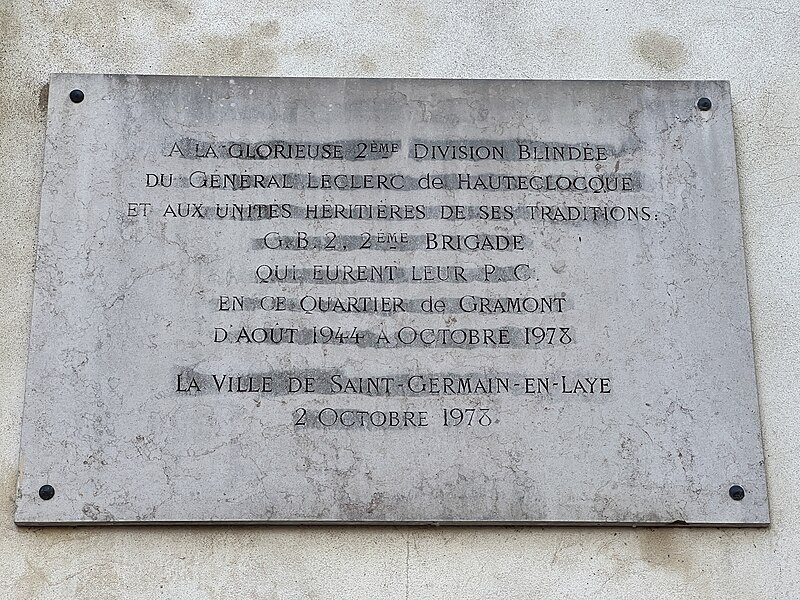 A LA GLORIEUSE 2ÈME DIVISION BLINDÉE
DU GÉNÉRAL LECLERC de HAUTECLOCQUE
ET AUX UNITÉS HÉRITIÈRES DE SES TRADITIONS:
G.B.2, 2ÈME BRIGADE
QUI EURENT LEUR P.C.
EN CE QUARTIER de GRAMONT
D'AOÛT 1944 A OCTOBRE 1978
LA VILLE DE SAINT-GERMAIN-EN-LAYE
2 OCTOBRE 1978